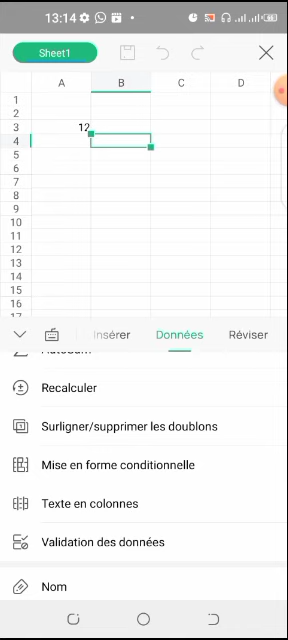 13:14
Sheet1
A B C D
1
2
3 12
4
5
6
7
8
9
10
11
12
13
14
15
16
17
Insérer Données Réviser
AutoSum
Recalculer
Surligner/supprimer les doublons
Mise en forme conditionnelle
Texte en colonnes
Validation des données
Nom